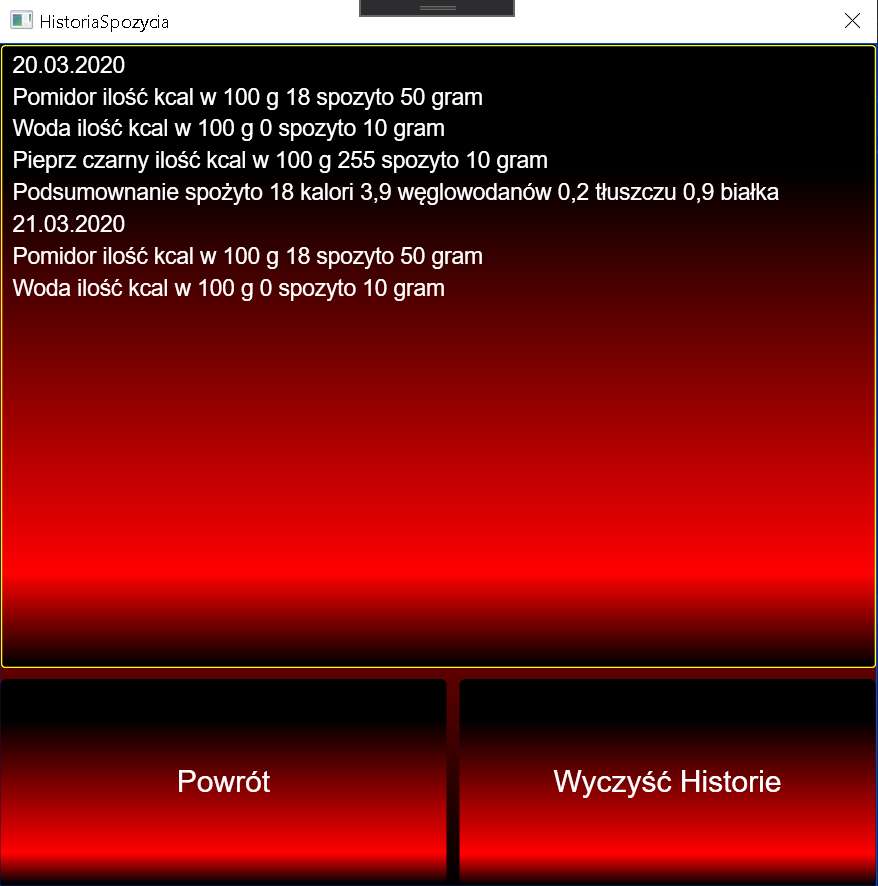 HistoriaSpozycia
20.03.2020
Pomidor ilość kcal w 100 g 18 spozyto 50 gram
Woda ilość kcal w 100 g 0 spozyto 10 gram
Pieprz czarny ilość kcal w 100 g 255 spozyto 10 gram
Podsumownanie spożyto 18 kalori 3,9 węglowodanów 0,2 tłuszczu 0,9 białka
21.03.2020
Pomidor ilość kcal w 100 g 18 spozyto 50 gram
Woda ilość kcal w 100 g 0 spozyto 10 gram
Powrót
Wyczyść Historie